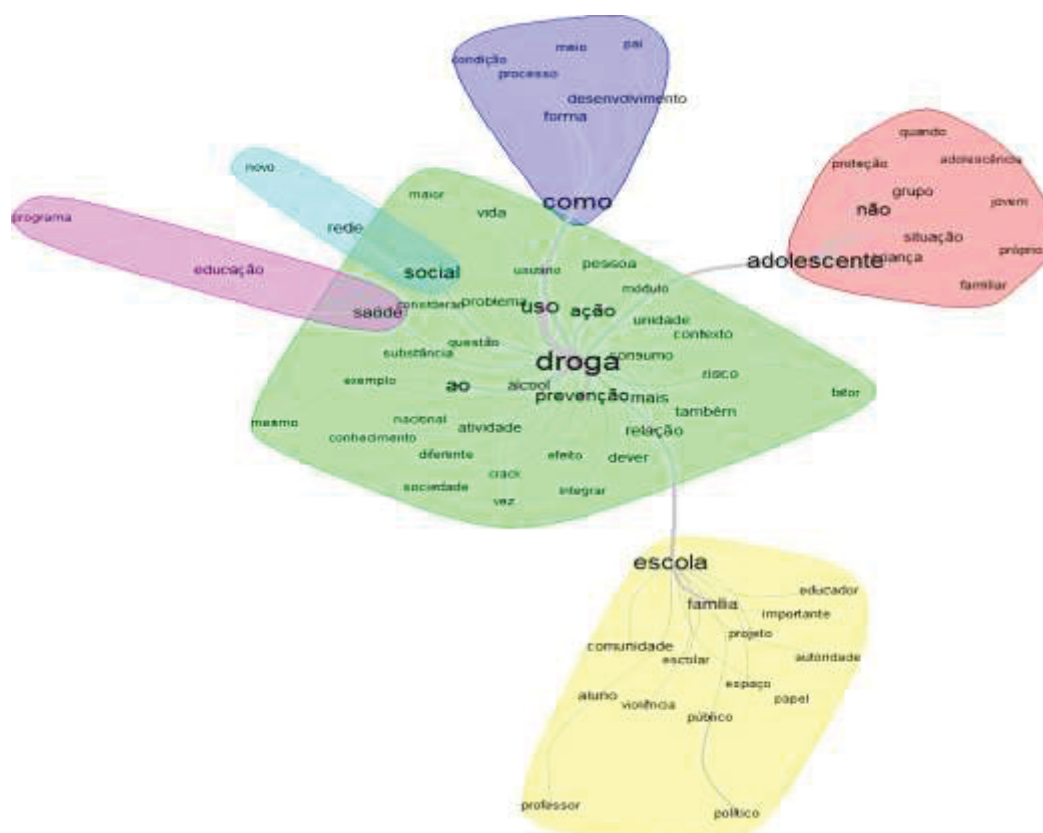 meio
pai
condição
processo
desenvolvimento
forma
como
quando
proteção
adolescência
grupo
não
jovem
situação
próprio
adolescente
criança
familiar
novo
rede
social
programa
educação
saúde
maior
vida
usuário
pessoa
considerar
problema
uso
ação
módulo
unidade
contexto
questão
substância
droga
consumo
exemplo
ao
álcool
prevenção
mais
risco
fator
mesmo
nacional
atividade
também
conhecimento
relação
diferente
efeito
dever
crack
sociedade
vez
integrar
escola
educador
família
importante
projeto
comunidade
escolar
autoridade
espaço
aluno
violência
papel
público
professor
político